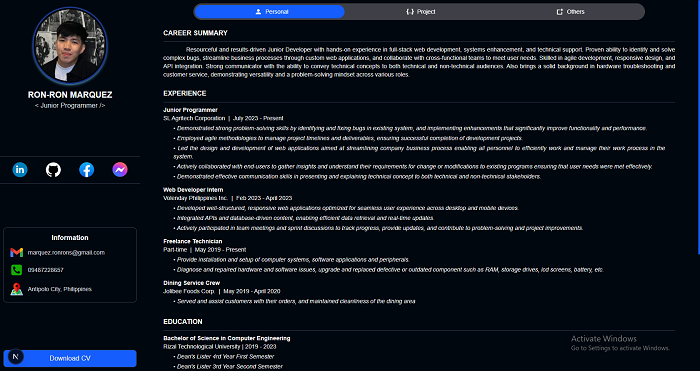 Personal
Project
Others
RON-RON MARQUEZ
< Junior Programmer />
in
Information
marquez.ronrons@gmail.com
09487228657
Antipolo City, Philippines
N
Download CV
CAREER SUMMARY
Resourceful and results-driven Junior Developer with hands-on experience in full-stack web development, systems enhancement, and technical support. Proven ability to identify and solve
complex bugs, streamline business processes through custom web applications, and collaborate with cross-functional teams to meet user needs. Skilled in agile development, responsive design, and
API integration. Strong communicator with the ability to convey technical concepts to both technical and non-technical audiences. Also brings a solid background in hardware troubleshooting and
customer service, demonstrating versatility and a problem-solving mindset across various roles.
EXPERIENCE
Junior Programmer
SL Agritech Corporation | July 2023 - Present
• Demonstrated strong problem-solving skills by identifying and fixing bugs in existing system, and implementing enhancements that significantly improve functionality and performance.
• Employed agile methodologies to manage project timelines and deliverables, ensuring successful completion of development projects.
• Led the design and development of web applications aimed at streamlining company business process enabling all personnel to efficiently work and manage their work process in the
system.
• Actively collaborated with end-users to gather insights and understand their requirements for change or modifications to existing programs ensuring that user needs were met effectively.
• Demonstrated effective communication skills in presenting and explaining technical concept to both technical and non-technical stakeholders.
Web Developer Intern
Volenday Philippines Inc. | Feb 2023 - April 2023
• Developed well-structured, responsive web applications optimized for seamless user experience across desktop and mobile devices.
• Integrated APIs and database-driven content, enabling efficient data retrieval and real-time updates.
• Actively participated in team meetings and sprint discussions to track progress, provide updates, and contribute to problem-solving and project improvements.
Freelance Technician
Part-time | May 2019 - Present
• Provide installation and setup of computer systems, software applications and peripherals.
• Diagnose and repaired hardware and software issues, upgrade and replaced defective or outdated component such as RAM, storage drives, lcd screens, battery, etc.
Dining Service Crew
Jollibee Foods Corp. | May 2019 - April 2020
• Served and assist customers with their orders, and maintained cleanliness of the dining area
EDUCATION
Bachelor of Science in Computer Engineering
Rizal Technological University | 2019 - 2023
• Dean's Lister 4rd Year First Semester
• Dean's Lister 3rd Year Second Semester
Activate Windows
Go to Settings to activate Windows.